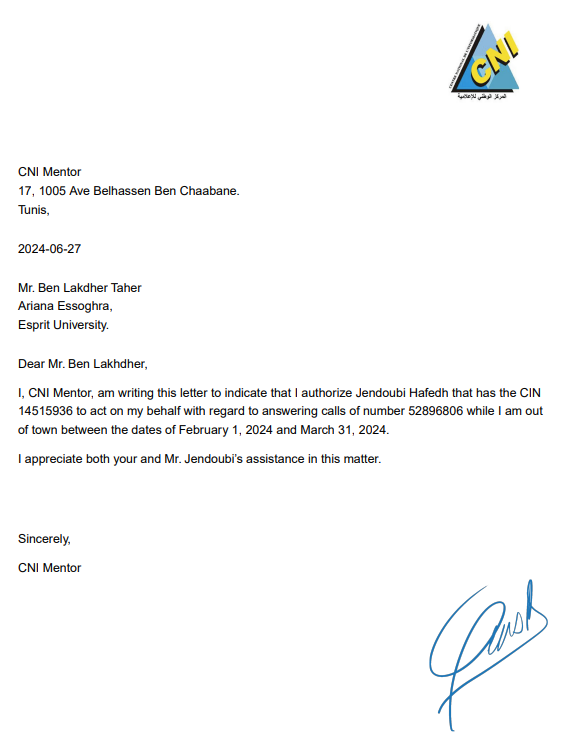 CENTRE NATIONAL DE L'INFORMATIQUE
CNI
المركز الوطني للإعلامية
CNI Mentor
17, 1005 Ave Belhassen Ben Chaabane.
Tunis,
2024-06-27
Mr. Ben Lakdher Taher
Ariana Essoghra,
Esprit University.
Dear Mr. Ben Lakhdher,
I, CNI Mentor, am writing this letter to indicate that I authorize Jendoubi Hafedh that has the CIN
14515936 to act on my behalf with regard to answering calls of number 52896806 while I am out
of town between the dates of February 1, 2024 and March 31, 2024.
I appreciate both your and Mr. Jendoubi’s assistance in this matter.
Sincerely,
CNI Mentor